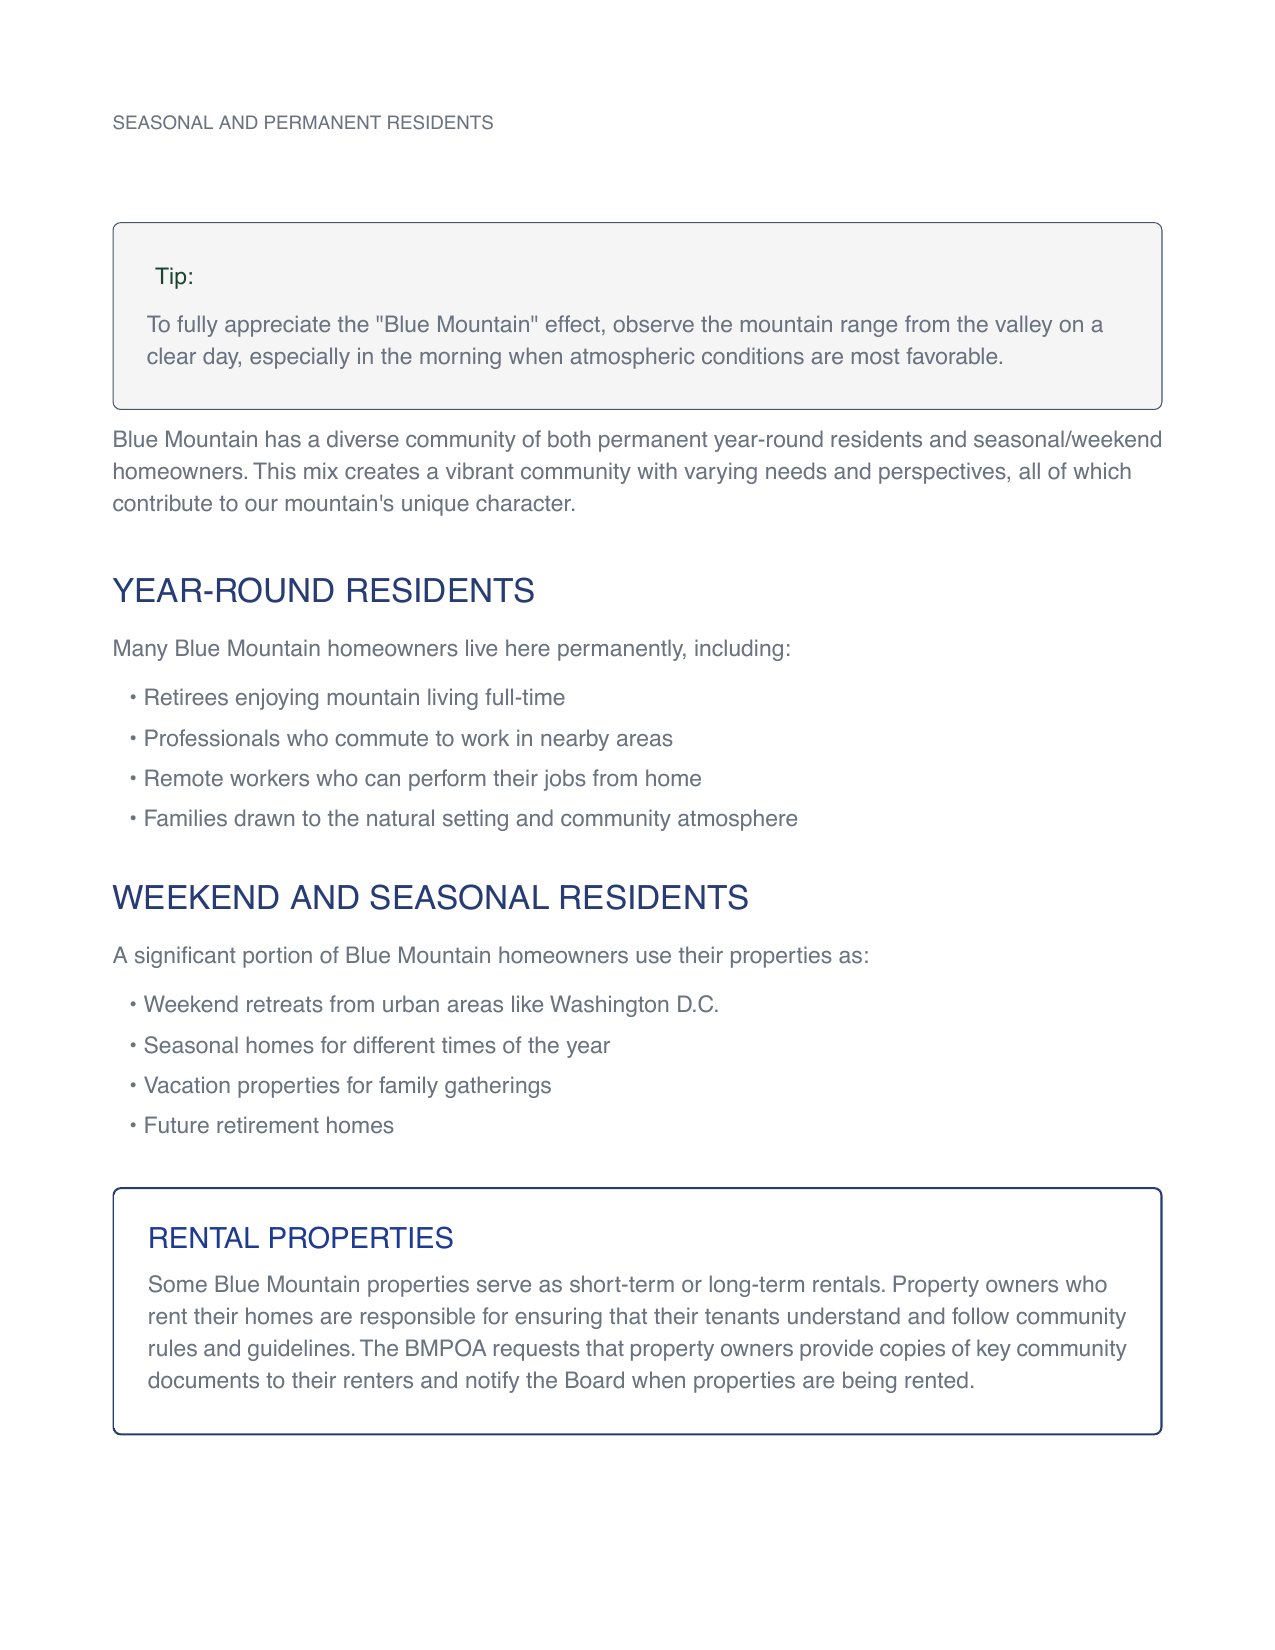 SEASONAL AND PERMANENT RESIDENTS
Tip:
To fully appreciate the "Blue Mountain" effect, observe the mountain range from the valley on a
clear day, especially in the morning when atmospheric conditions are most favorable.
Blue Mountain has a diverse community of both permanent year-round residents and seasonal/weekend
homeowners. This mix creates a vibrant community with varying needs and perspectives, all of which
contribute to our mountain's unique character.
YEAR-ROUND RESIDENTS
Many Blue Mountain homeowners live here permanently, including:
• Retirees enjoying mountain living full-time
• Professionals who commute to work in nearby areas
• Remote workers who can perform their jobs from home
• Families drawn to the natural setting and community atmosphere
WEEKEND AND SEASONAL RESIDENTS
A significant portion of Blue Mountain homeowners use their properties as:
• Weekend retreats from urban areas like Washington D.C.
• Seasonal homes for different times of the year
• Vacation properties for family gatherings
• Future retirement homes
RENTAL PROPERTIES
Some Blue Mountain properties serve as short-term or long-term rentals. Property owners who
rent their homes are responsible for ensuring that their tenants understand and follow community
rules and guidelines. The BMPOA requests that property owners provide copies of key community
documents to their renters and notify the Board when properties are being rented.